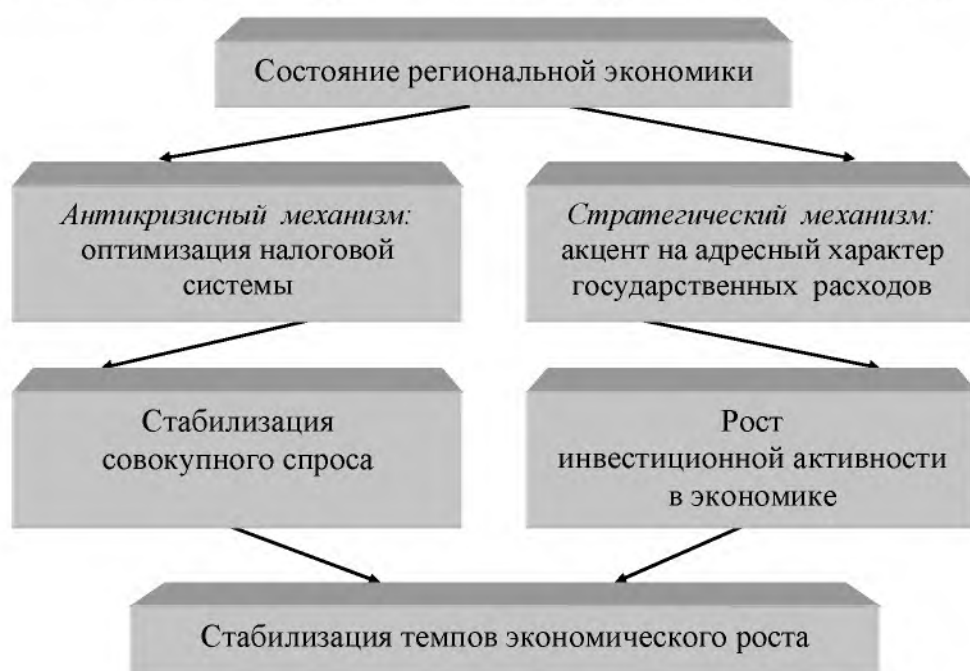 Состояние региональной экономики
Антикризисный механизм:
оптимизация налоговой
системы
Стратегический механизм:
акцент на адресный характер
государственных расходов
Стабилизация
совокупного спроса
Рост
инвестиционной активности
в экономике
Стабилизация темпов экономического роста